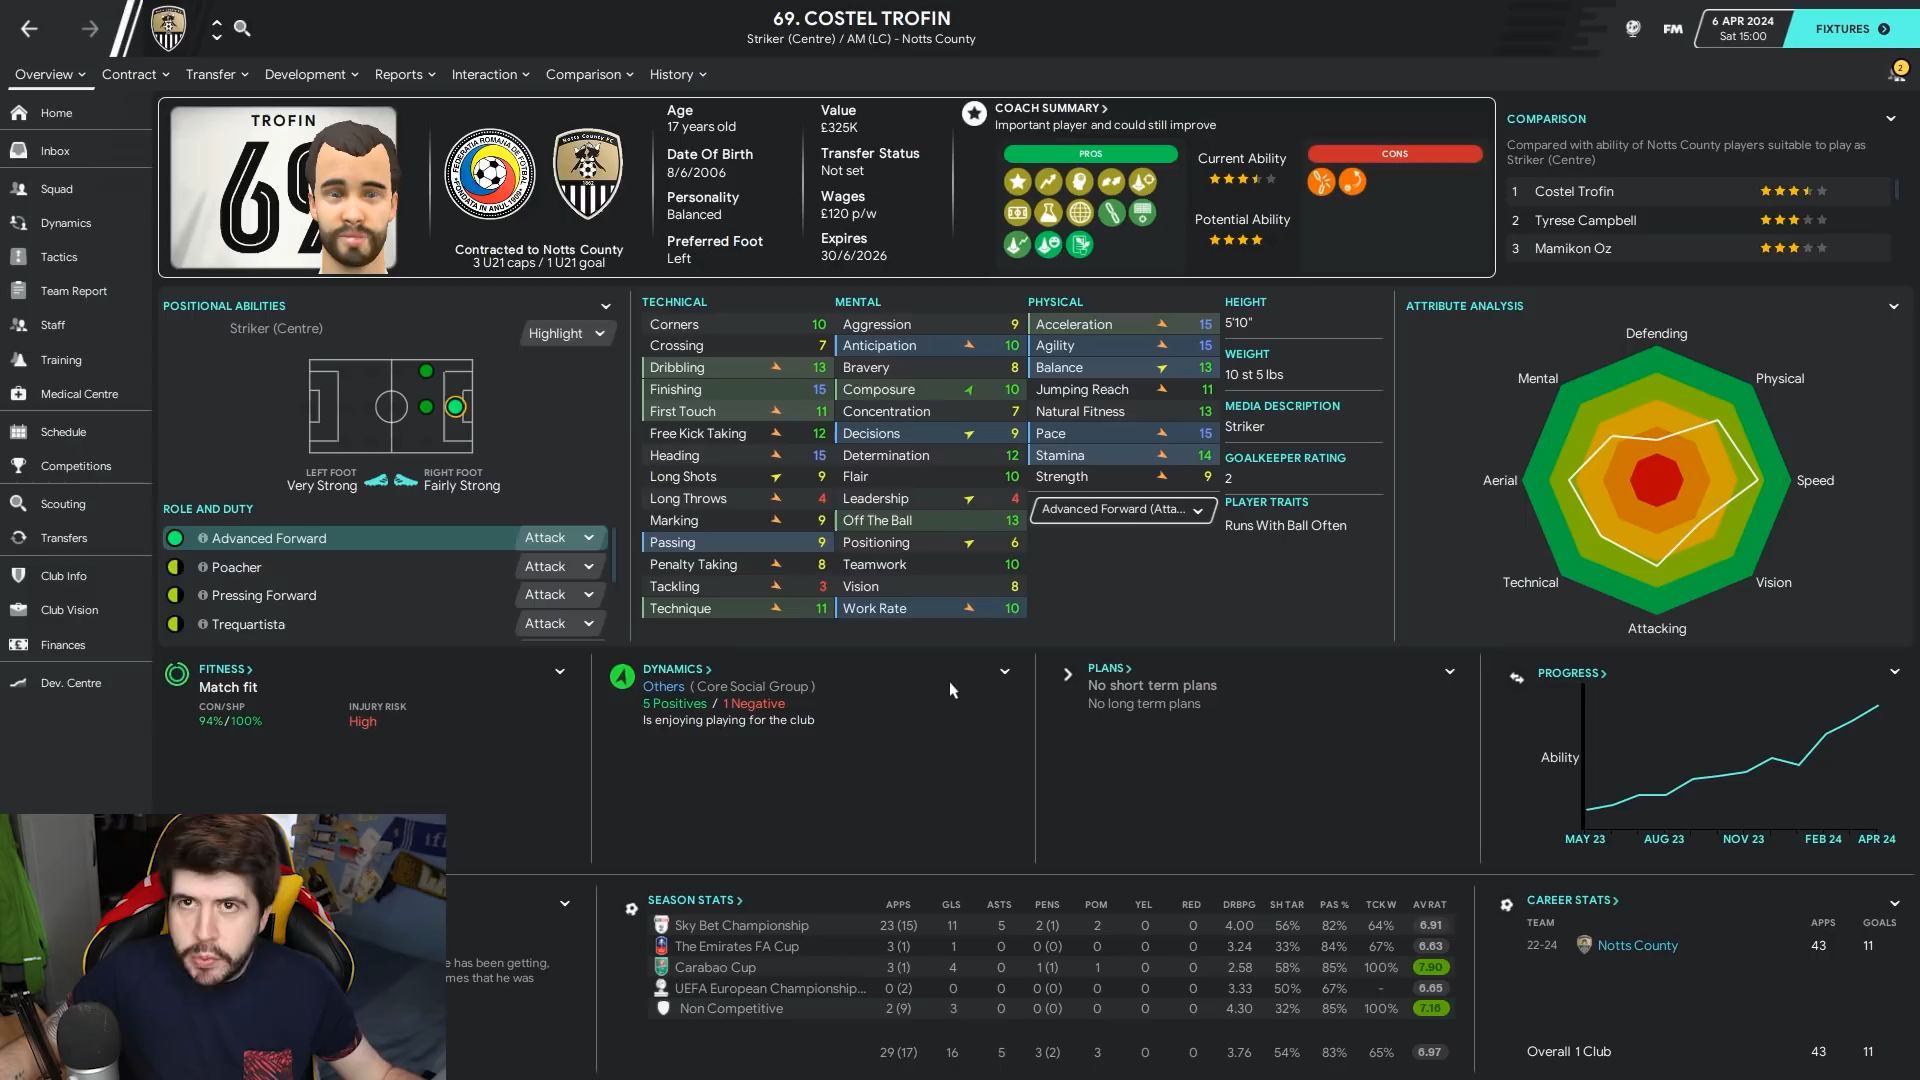 69. COSTEL TROFIN
Striker (Centre) / AM (LC) - Notts County
FM
6 APR 2024
Sat 15:00
FIXTURES
Overview
Contract
Transfer
Development
Reports
Interaction
Comparison
History
2
Home
Inbox
Squad
Dynamics
Tactics
Team Report
Staff
Training
Medical Centre
Schedule
Competitions
Scouting
Transfers
Club Info
Club Vision
Finances
Dev. Centre
TROFIN
69
Contracted to Notts County
3 U21 caps / 1 U21 goal
Age
17 years old
Date Of Birth
8/6/2006
Personality
Balanced
Preferred Foot
Left
Value
£325K
Transfer Status
Not set
Wages
£120 p/w
Expires
30/6/2026
COACH SUMMARY
Important player and could still improve
PROS
Current Ability
Potential Ability
CONS
COMPARISON
Compared with ability of Notts County players suitable to play as
Striker (Centre)
1 Costel Trofin
2 Tyrese Campbell
3 Mamikon Oz
POSITIONAL ABILITIES
Striker (Centre)
Highlight
LEFT FOOT
Very Strong
RIGHT FOOT
Fairly Strong
ROLE AND DUTY
Advanced Forward Attack
Poacher Attack
Pressing Forward Attack
Trequartista Attack
TECHNICAL
Corners 10
Crossing 7
Dribbling 13
Finishing 15
First Touch 11
Free Kick Taking 12
Heading 15
Long Shots 9
Long Throws 4
Marking 9
Passing 9
Penalty Taking 8
Tackling 3
Technique 11
MENTAL
Aggression 9
Anticipation 10
Bravery 8
Composure 10
Concentration 7
Decisions 9
Determination 12
Flair 10
Leadership 4
Off The Ball 13
Positioning 6
Teamwork 10
Vision 8
Work Rate 10
PHYSICAL
Acceleration 15
Agility 15
Balance 13
Jumping Reach 11
Natural Fitness 13
Pace 15
Stamina 14
Strength 9
Advanced Forward (Atta...
HEIGHT
5'10"
WEIGHT
10 st 5 lbs
MEDIA DESCRIPTION
Striker
GOALKEEPER RATING
2
PLAYER TRAITS
Runs With Ball Often
ATTRIBUTE ANALYSIS
Defending
Physical
Speed
Vision
Attacking
Technical
Aerial
Mental
FITNESS
Match fit
CON/SHP
94%/100%
INJURY RISK
High
DYNAMICS
Others (Core Social Group)
5 Positives / 1 Negative
Is enjoying playing for the club
PLANS
No short term plans
No long term plans
PROGRESS
Ability
MAY 23 AUG 23 NOV 23 FEB 24 APR 24
e has been getting,
mes that he was
SEASON STATS APPS GLS ASTS PENS POM YEL RED DRBPG SH TAR PAS % TCK W AV RAT
Sky Bet Championship 23 (15) 11 5 2 (1) 2 0 0 4.00 56% 82% 64% 6.91
The Emirates FA Cup 3 (1) 1 0 0 (0) 0 0 0 3.24 33% 84% 67% 6.63
Carabao Cup 3 (1) 4 0 1 (1) 1 0 0 2.58 58% 85% 100% 7.90
UEFA European Championship... 0 (2) 0 0 0 (0) 0 0 0 3.33 50% 67% - 6.65
Non Competitive 2 (9) 3 0 0 (0) 0 0 0 4.30 32% 85% 100% 7.16
29 (17) 16 5 3 (2) 3 0 0 3.76 54% 83% 65% 6.97
CAREER STATS
TEAM APPS GOALS
22-24 Notts County 43 11
Overall 1 Club 43 11